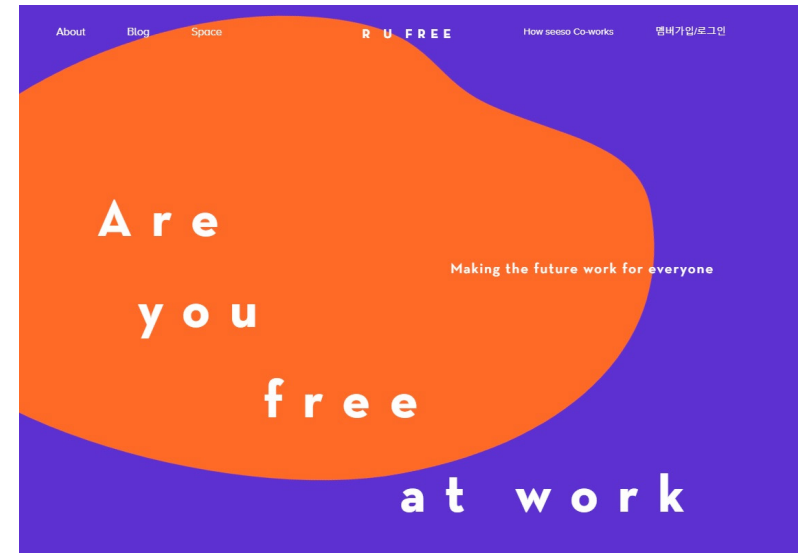 About Blog Space R U FREE How seeso Co-works 멤버가입/로그인
Are
Making the future work for everyone
you
free
at work